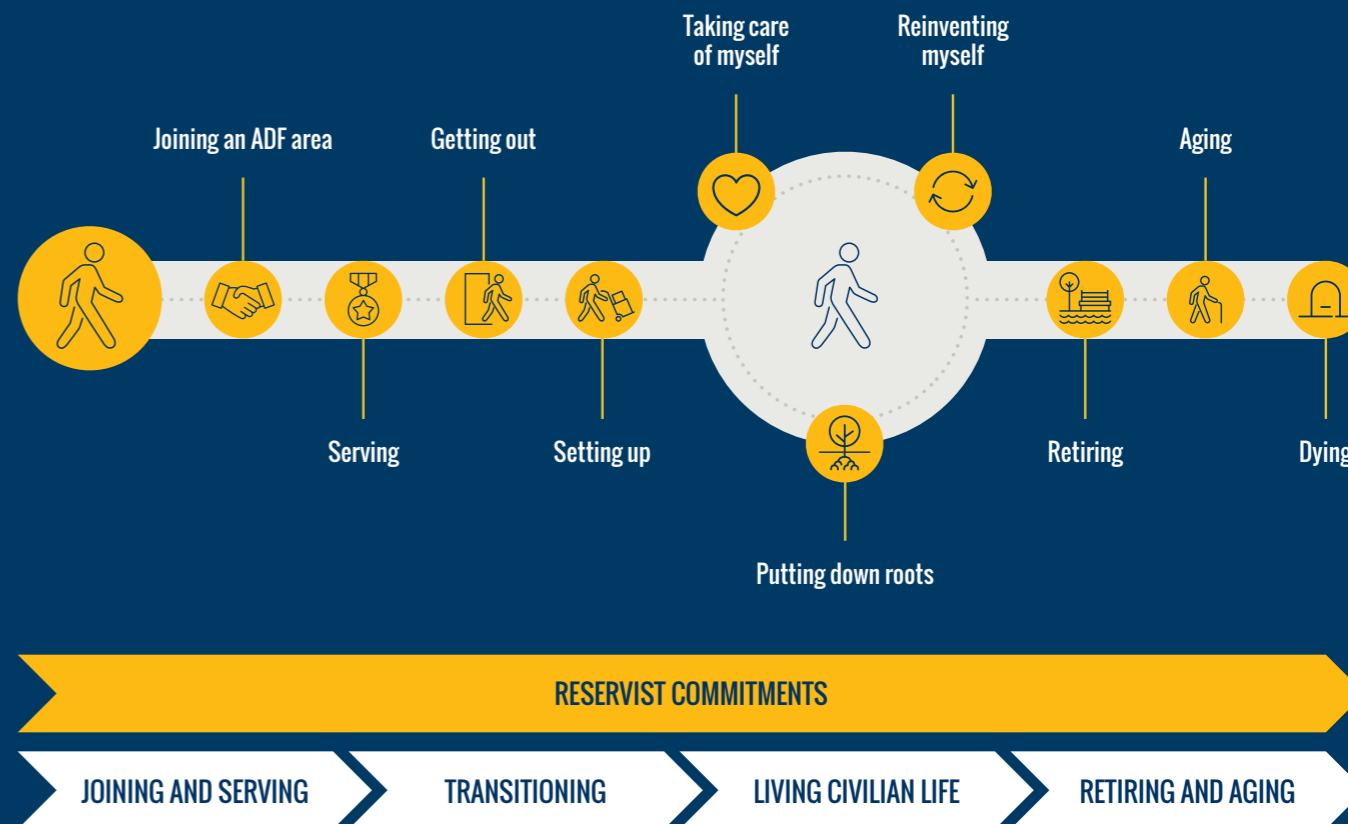 Taking care
of myself
Reinventing
myself
Joining an ADF area
Getting out
Aging
Serving
Setting up
Retiring
Dying
Putting down roots
RESERVIST COMMITMENTS
JOINING AND SERVING
TRANSITIONING
LIVING CIVILIAN LIFE
RETIRING AND AGING